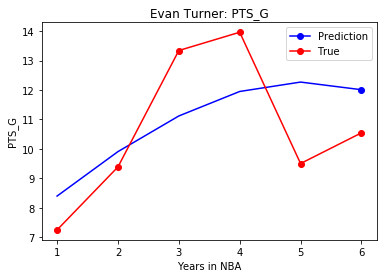 Evan Turner: PTS_G
Prediction
True
14
13
12
11
10
9
8
7
PTS_G
1 2 3 4 5 6
Years in NBA